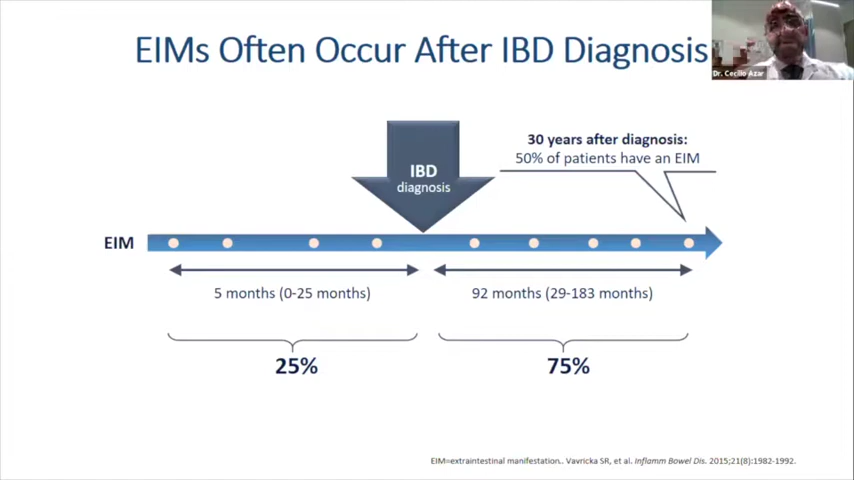 EIMs Often Occur After IBD Diagnosis
Dr. Cecilio Azar
30 years after diagnosis:
50% of patients have an EIM
IBD
diagnosis
EIM
5 months (0-25 months)
92 months (29-183 months)
25%
75%
EIM=extraintestinal manifestation.. Vavricka SR, et al. Inflamm Bowel Dis. 2015;21(8):1982-1992.